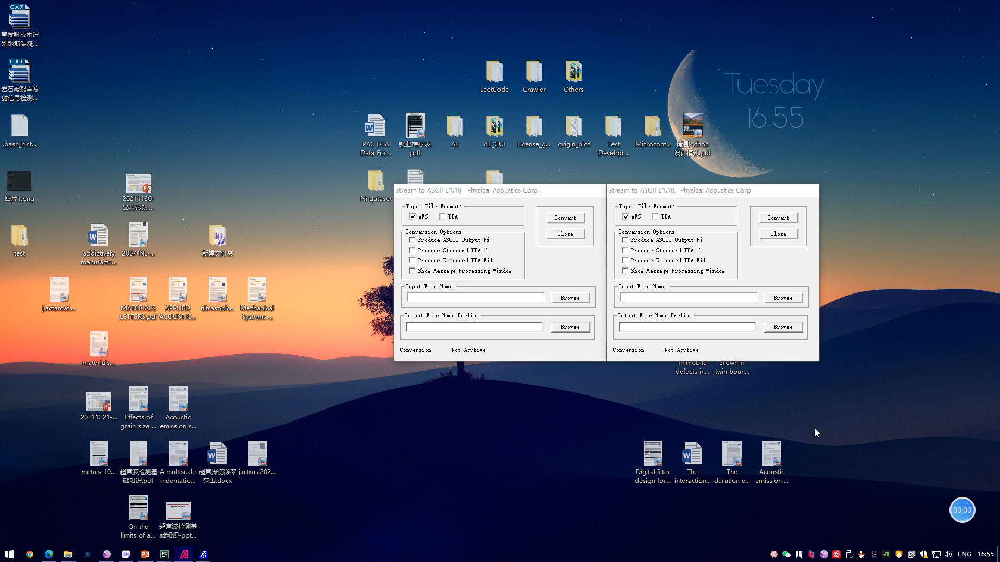 声发射技术识
别钢筋混凝...
岩石破裂声发
射信号检测...
.bash_hist...
图片1.png
20211130-
晶粒转动....
test
addictively
manufactu...
2007-NL-...
新建文件夹
j.actamat....
MATERIALS
LETTERS.pdf
APPLIED
ACOUSTIC...
ultrasonic...
Mechanical
Systems ...
materials...
20211221-...
Effects of
grain size ...
Acoustic
emission s...
metals-10...
超声波检测基
础知识.pdf
A multiscale
indentatio...
超声探伤频率
范围.docx
j.ultras.202...
On the
limits of a...
超声波检测基
础知识-ppt...
LeetCode
Crawler
Others
Tuesday
16:55
PAC DTA
Data For...
就业推荐表.
pdf
AE
AE_GUI
License_g...
origin_plot
Test
Develop...
Microcont...
精通Python
设计模式.pdf
Ni dataset
Stream to ASCII E1.10, Physical Acoustics Corp.
Input File Format:
WFS
TDA
Convert
Close
Conversion Options
Produce ASCII Output Fi
Produce Standard TDA f:
Produce Extended TDA Fil
Show Message Processing Window
Input File Name:
Browse
Output File Name Prefix:
Browse
Conversion
Not Acvtive
Stream to ASCII E1.10, Physical Acoustics Corp.
Input File Format:
WFS
TDA
Convert
Close
Conversion Options
Produce ASCII Output Fi
Produce Standard TDA f:
Produce Extended TDA Fil
Show Message Processing Window
Input File Name:
Browse
Output File Name Prefix:
Browse
Conversion
Not Acvtive
Immobile
defects in...
Grown-in
twin boun...
Digital filter
design for...
The
interaction...
The
duration-e...
Acoustic
emission ...
00:00
ENG
16:55